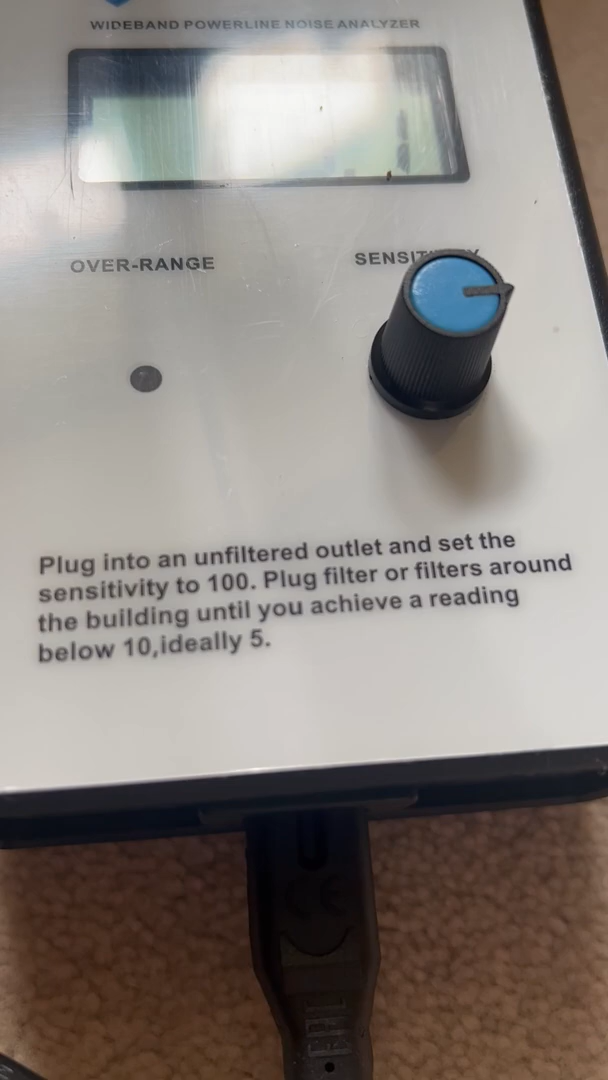 WIDEBAND POWERLINE NOISE ANALYZER
OVER-RANGE
SENSITIVITY
Plug into an unfiltered outlet and set the
sensitivity to 100. Plug filter or filters around
the building until you achieve a reading
below 10,ideally 5.
CE